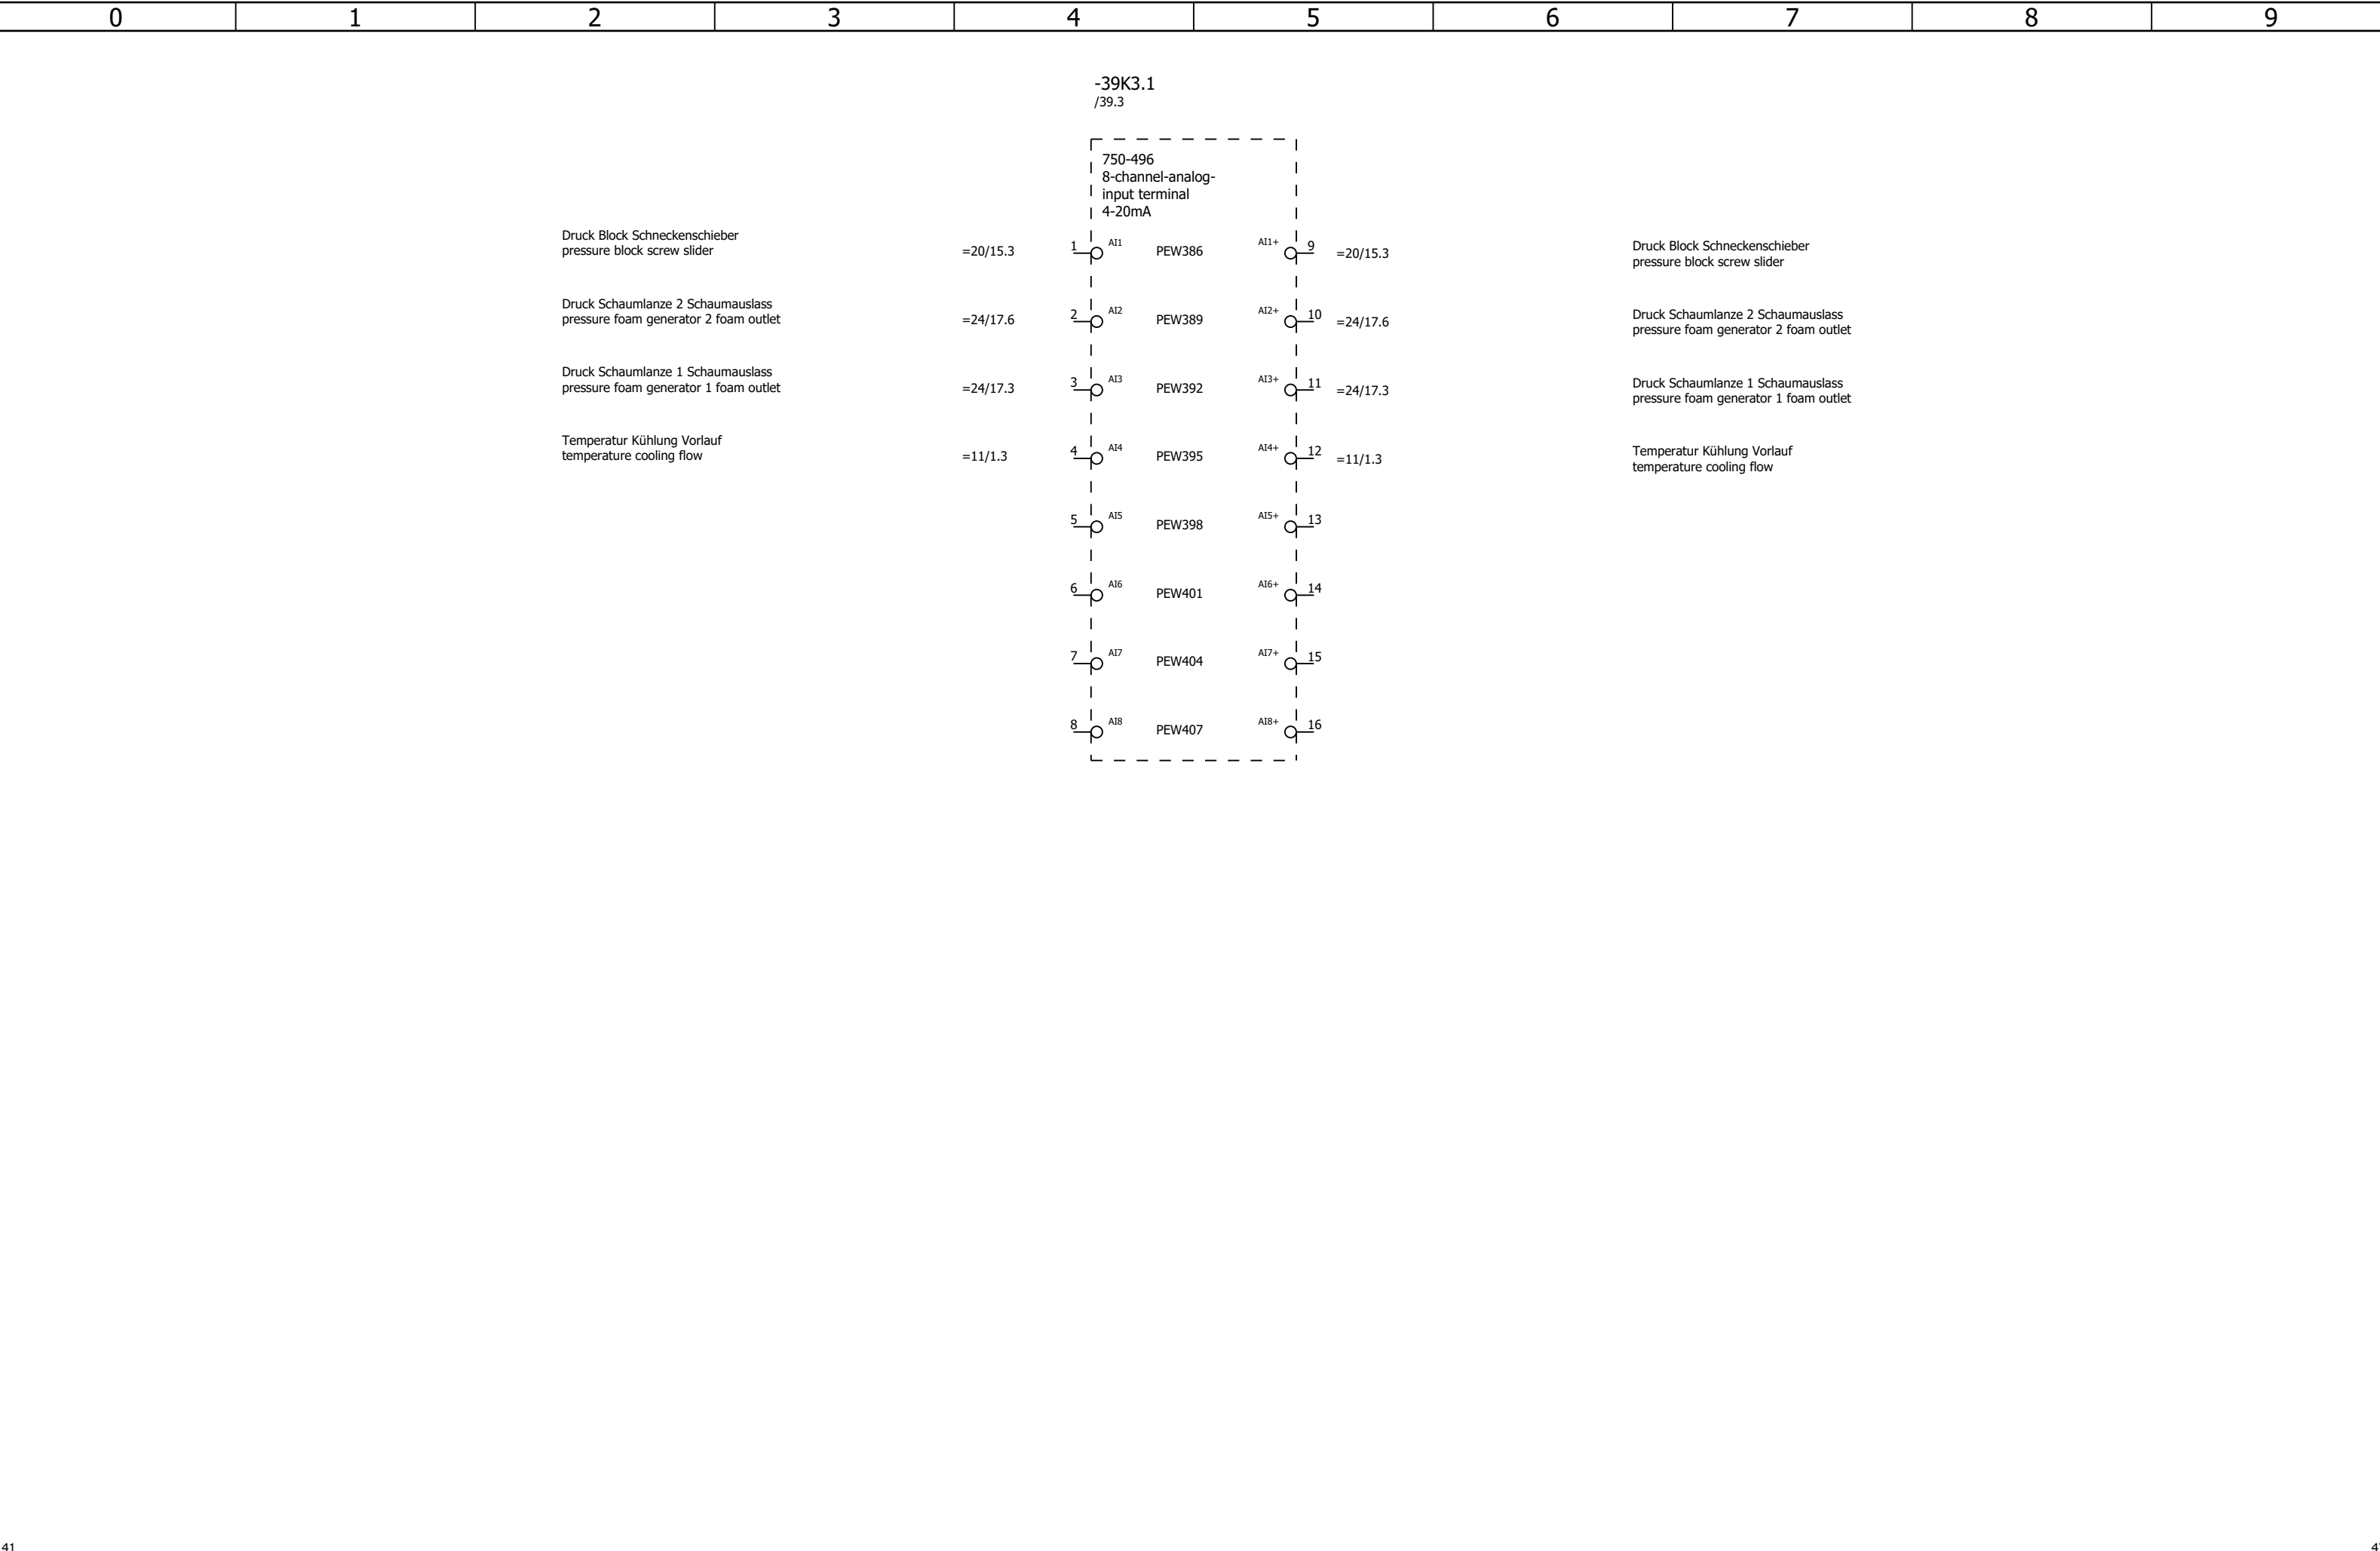 0 1 2 3 4 5 6 7 8 9
-39K3.1
/39.3
750-496
8-channel-analog-
input terminal
4-20mA
Druck Block Schneckenschieber
pressure block screw slider
=20/15.3 1 AI1 PEW386 AI1+ 9 =20/15.3
Druck Block Schneckenschieber
pressure block screw slider
Druck Schaumlanze 2 Schaumauslass
pressure foam generator 2 foam outlet
=24/17.6 2 AI2 PEW389 AI2+ 10 =24/17.6
Druck Schaumlanze 2 Schaumauslass
pressure foam generator 2 foam outlet
Druck Schaumlanze 1 Schaumauslass
pressure foam generator 1 foam outlet
=24/17.3 3 AI3 PEW392 AI3+ 11 =24/17.3
Druck Schaumlanze 1 Schaumauslass
pressure foam generator 1 foam outlet
Temperatur Kühlung Vorlauf
temperature cooling flow
=11/1.3 4 AI4 PEW395 AI4+ 12 =11/1.3
Temperatur Kühlung Vorlauf
temperature cooling flow
5 AI5 PEW398 AI5+ 13
6 AI6 PEW401 AI6+ 14
7 AI7 PEW404 AI7+ 15
8 AI8 PEW407 AI8+ 16
41